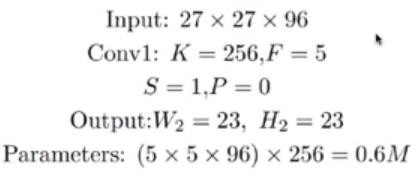 Input: 27 × 27 × 96
Conv1: K = 256,F = 5
S = 1,P = 0
Output:W₂ = 23, H₂ = 23
Parameters: (5 × 5 × 96) × 256 = 0.6M